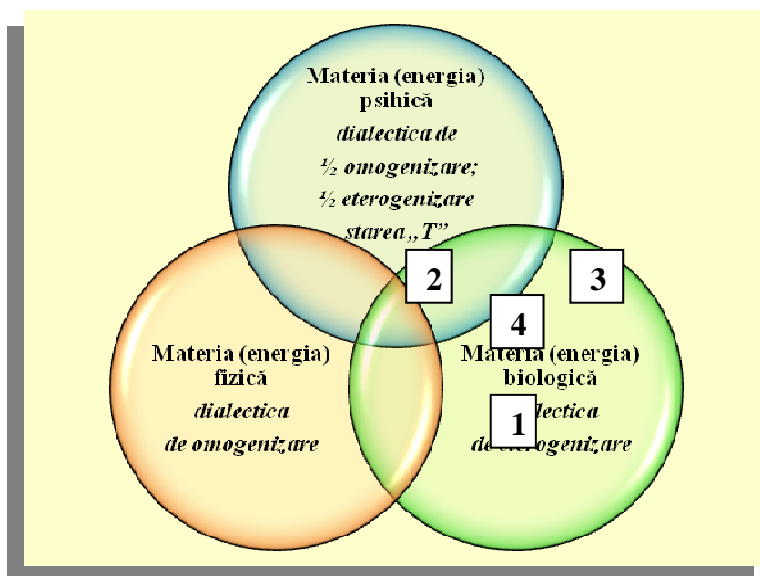 Materia (energia)
psihică
dialectica de
½ omogenizare;
½ eterogenizare
starea „T”
2
3
4
Materia (energia)
fizică
dialectica
de omogenizare
Materia (energia)
biologică
1